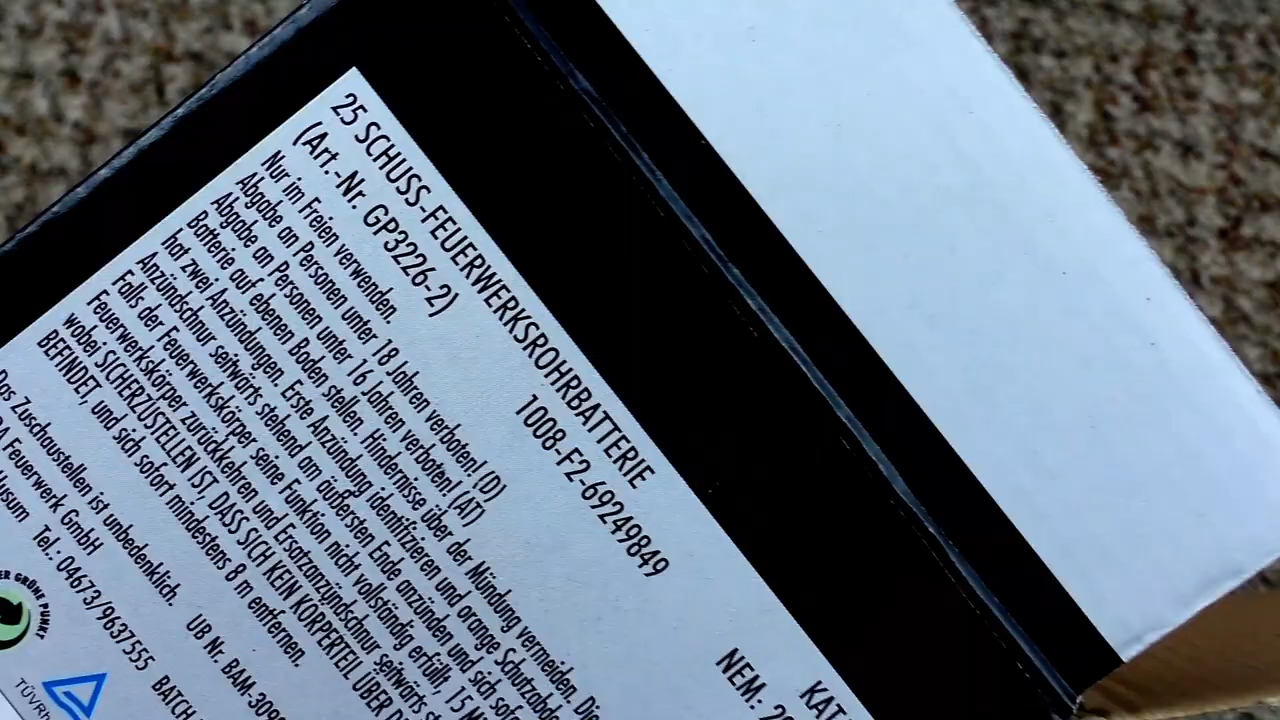 25 SCHUSS-FEUERWERKSROHRBATTERIE
(Art.-Nr. GP3226-2) 1008-F2-69249849
Nur im Freien verwenden.
Abgabe an Personen unter 18 Jahren verboten! (D)
Abgabe an Personen unter 16 Jahren verboten! (AT)
Batterie auf ebenen Boden stellen. Hindernisse über der Mündung vermeiden. Die
hat zwei Anzündungen. Erste Anzündung identifizieren und orange
Anzündschnur seitwärts stehend am äußersten Ende anzünden und sich
Falls der Feuerwerkskörper seine Funktion nicht vollständig erfüllt, 15
Feuerwerkskörper zurückkehren und Ersatzanzündschnur seitwärts
wobei SICHERZUSTELLEN IST, DASS SICH KEIN KÖRPERTEIL ÜBER
BEFINDET, und sich sofort mindestens 8 m entfernen.
Das Zuschaustellen ist unbedenklich.
Feuerwerk GmbH UB Nr. BAM-309
Husum Tel.: 04673/9637555 BATCH
KAT
NEM:
GRÜNE PUNKT